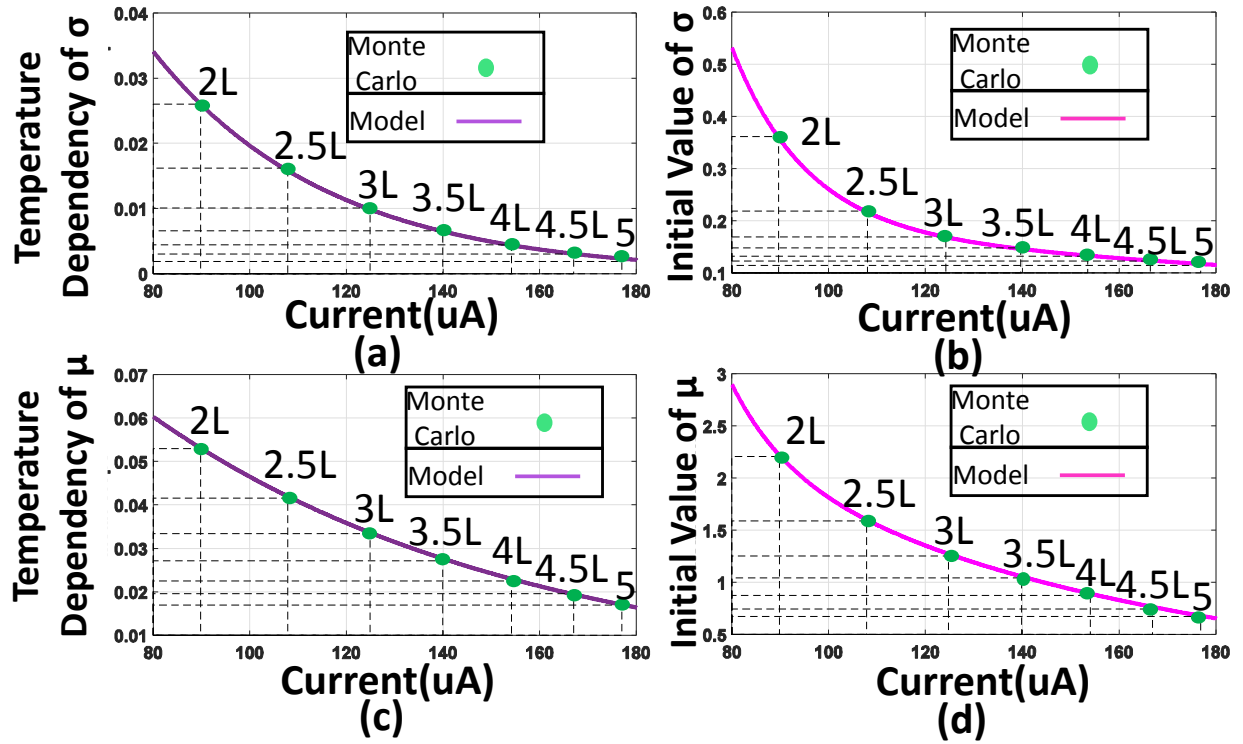 Temperature
Dependency of σ
0.04
0.03
0.02
0.01
0
Monte
Carlo
Model
2L
2.5L
3L
3.5L
4L
4.5L
5
80
100
120
140
160
180
Current(uA)
(a)
Initial Value of σ
0.6
0.5
0.4
0.3
0.2
0.1
Monte
Carlo
Model
2L
2.5L
3L
3.5L
4L
4.5L
5
80
100
120
140
160
180
Current(uA)
(b)
Temperature
Dependency of μ
0.07
0.06
0.05
0.04
0.03
0.02
0.01
Monte
Carlo
Model
2L
2.5L
3L
3.5L
4L
4.5L
5
80
100
120
140
160
180
Current(uA)
(c)
Initial Value of μ
3
2.5
2
1.5
1
0.5
Monte
Carlo
Model
2L
2.5L
3L
3.5L
4L
4.5L
5
80
100
120
140
160
180
Current(uA)
(d)